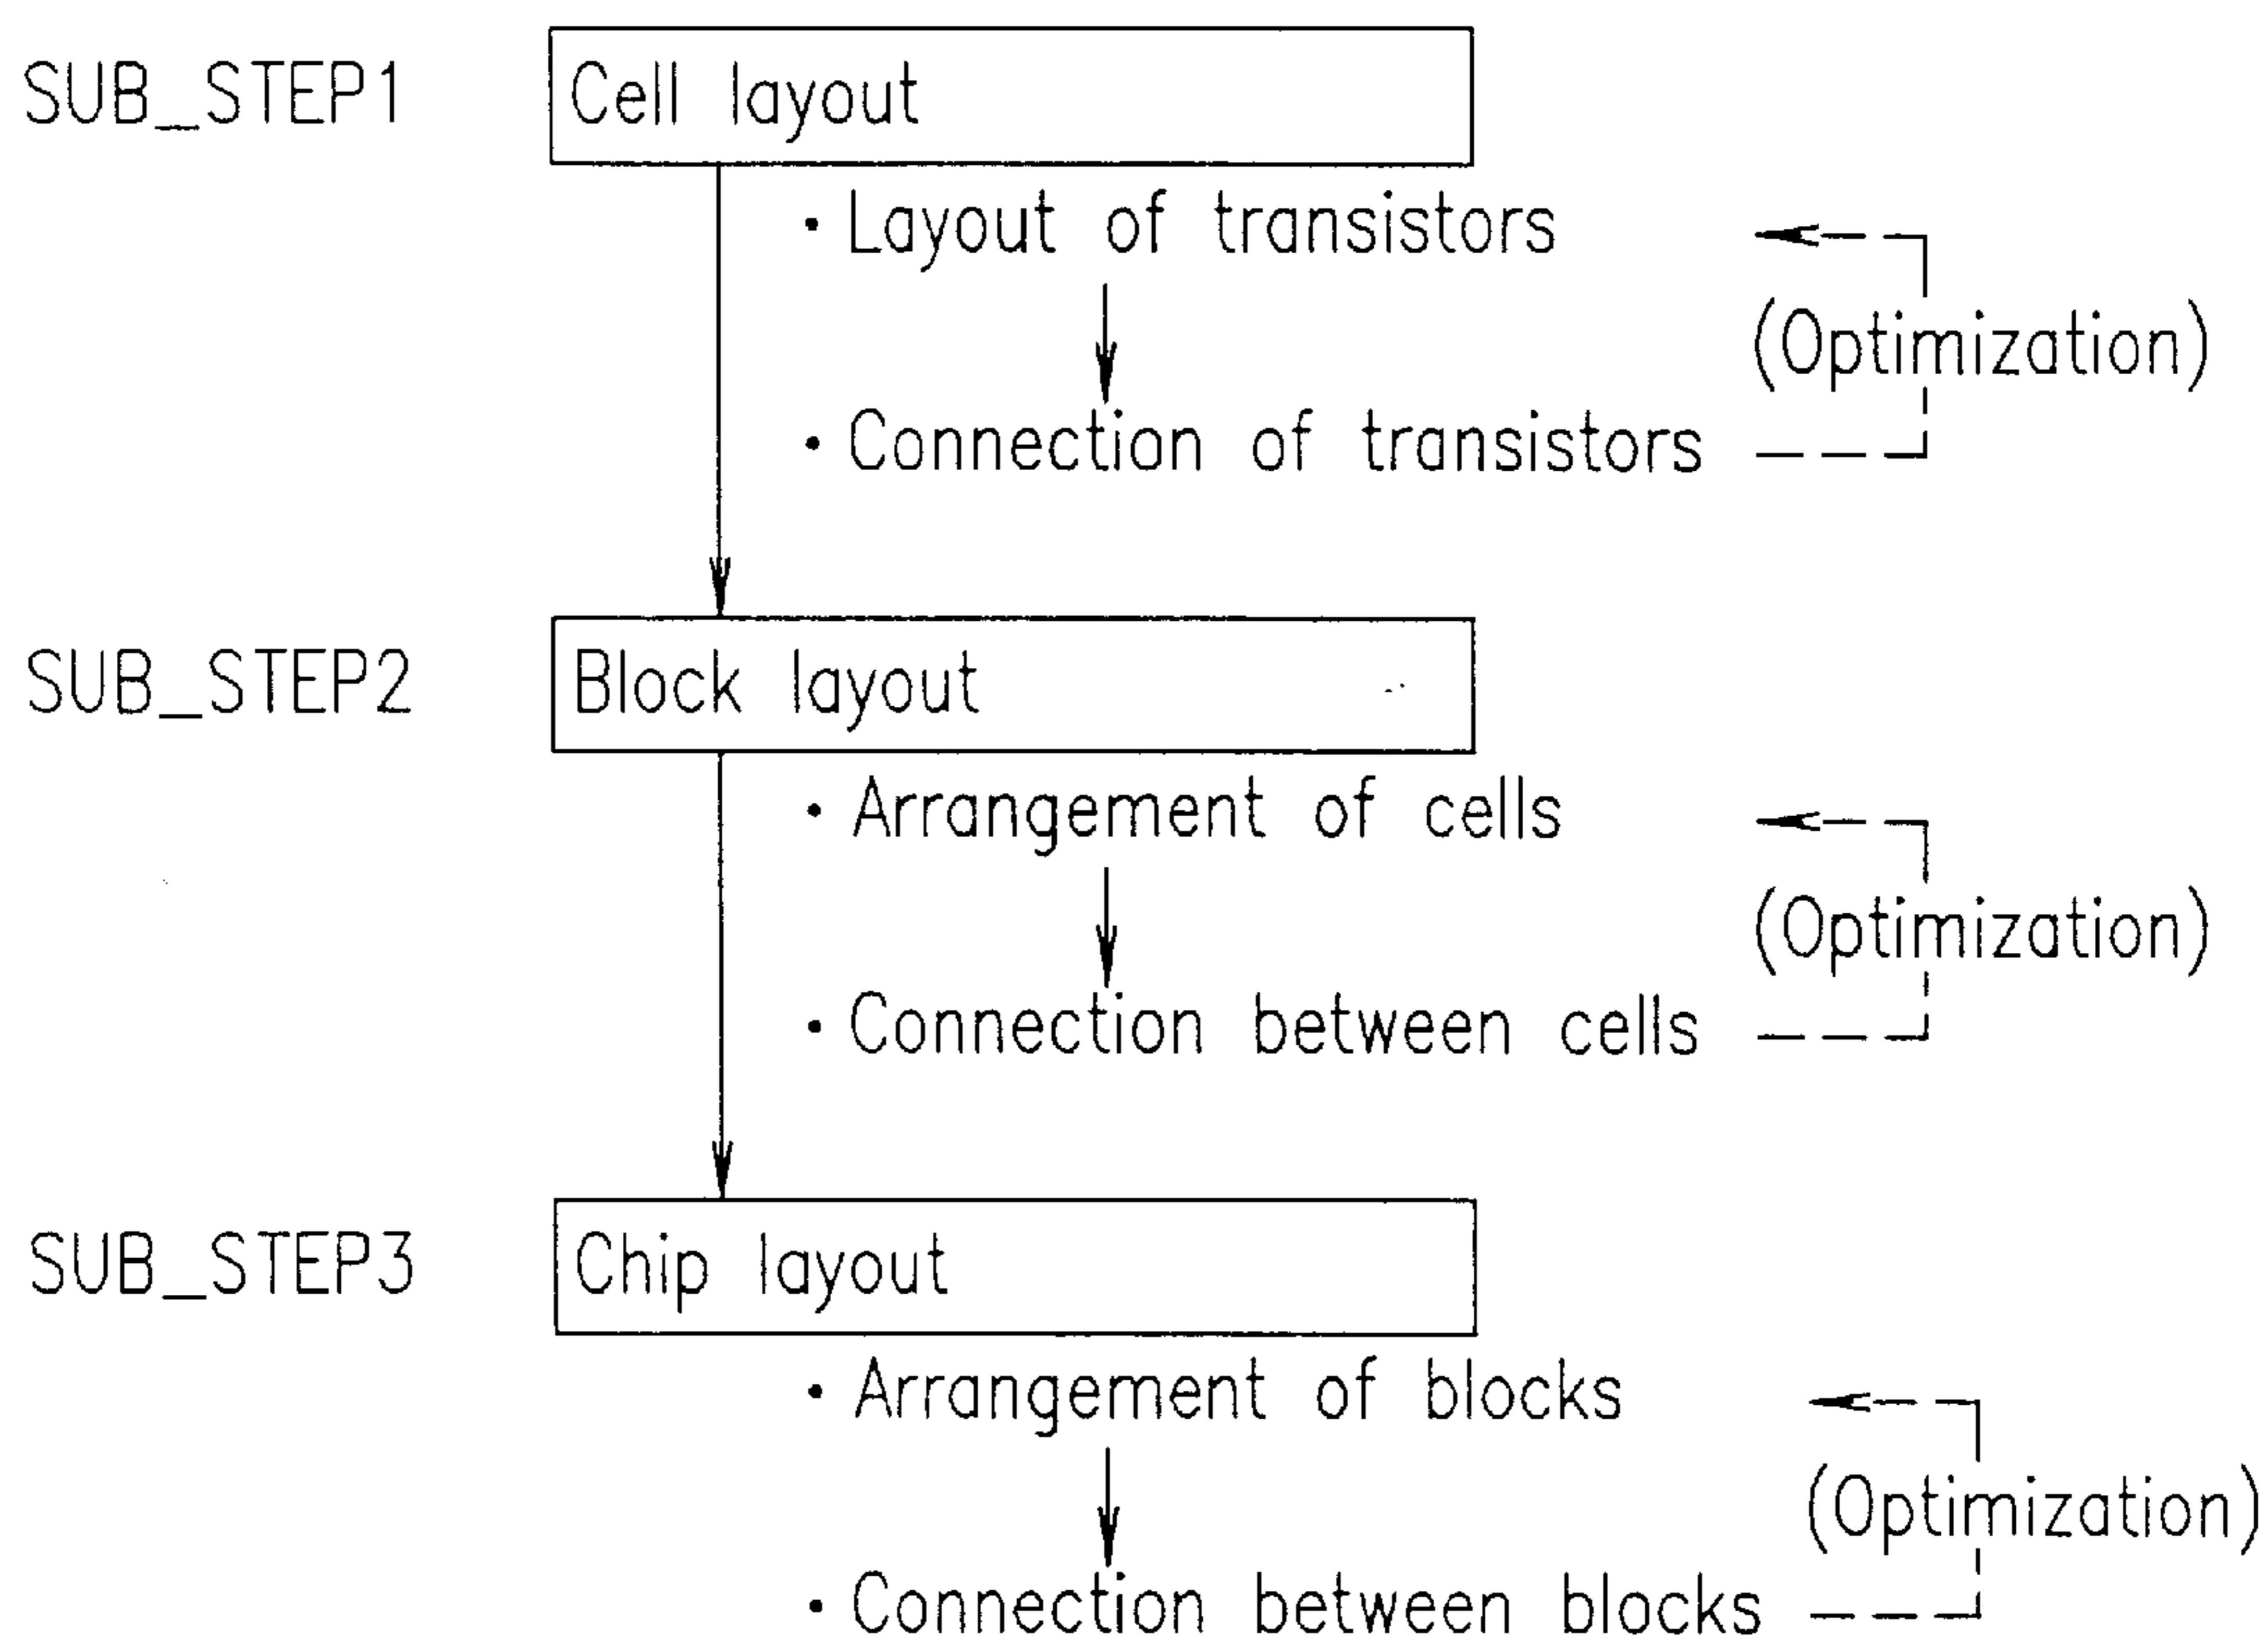 SUB_STEP1
Cell layout
• Layout of transistors
(Optimization)
• Connection of transistors
SUB_STEP2
Block layout
• Arrangement of cells
(Optimization)
• Connection between cells
SUB_STEP3
Chip layout
• Arrangement of blocks
(Optimization)
• Connection between blocks